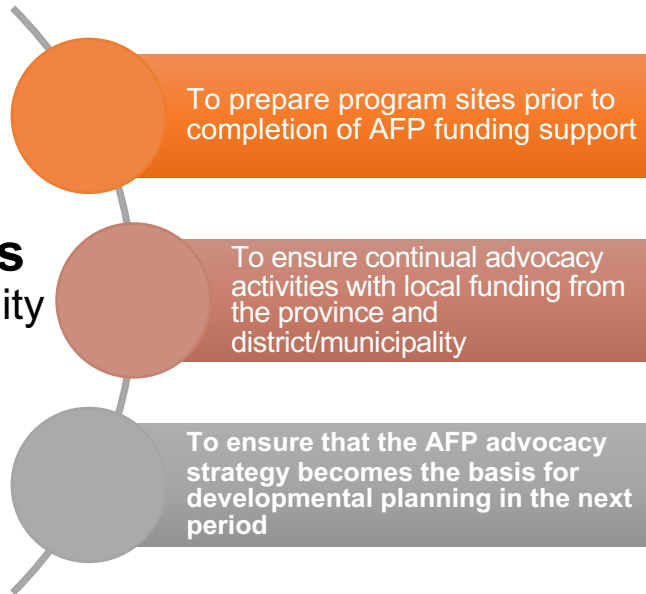 To prepare program sites prior to
completion of AFP funding support
s
ity
To ensure continual advocacy
activities with local funding from
the province and
district/municipality
To ensure that the AFP advocacy
strategy becomes the basis for
developmental planning in the next
period